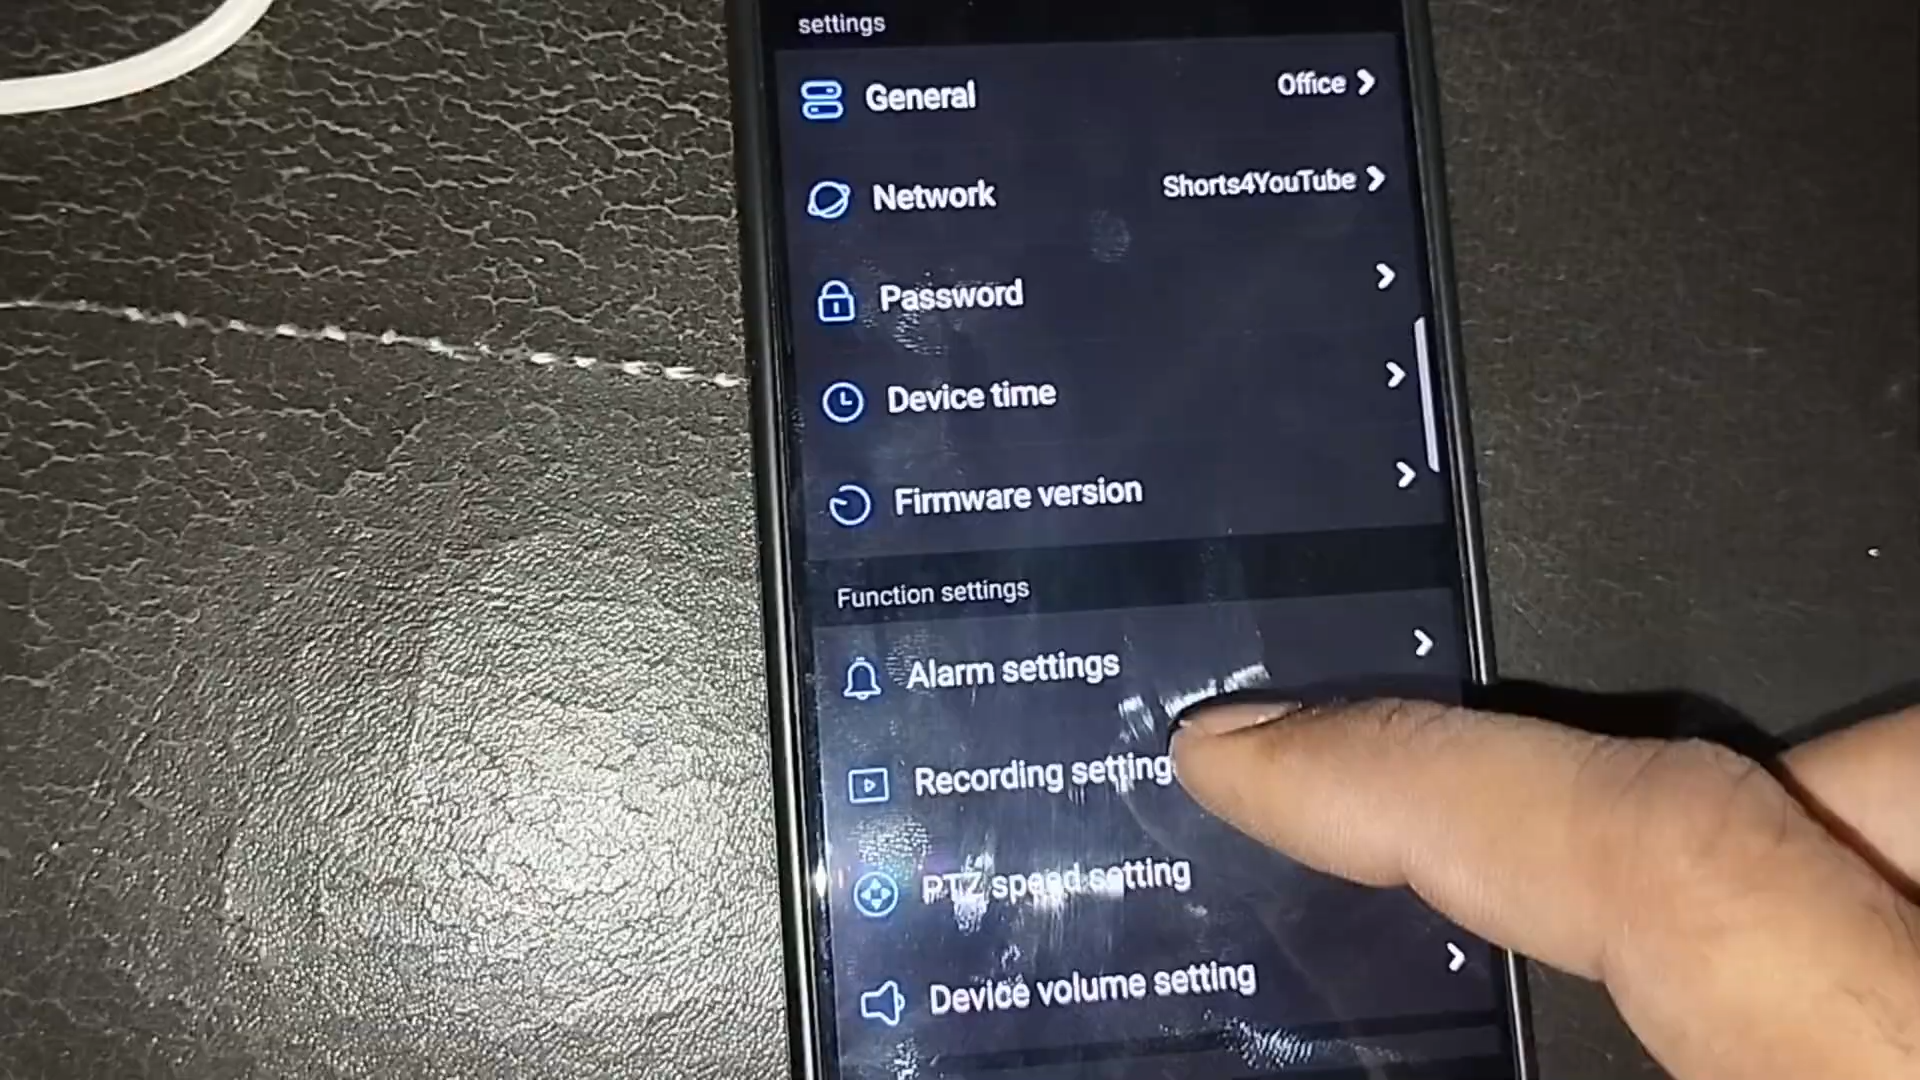 settings
General Office
Network Shorts4YouTube
Password
Device time
Firmware version
Function settings
Alarm settings
Recording setting
PTZ speed setting
Device volume setting